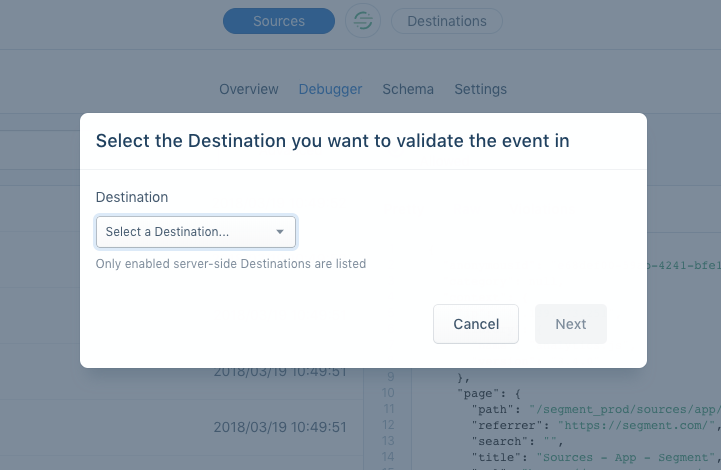 Sources
Destinations
Overview
Debugger
Schema
Settings
Select the Destination you want to validate the event in
Destination
Select a Destination...
Only enabled server-side Destinations are listed
-4241-bfe1
Cancel
Next
2018/03/19 10:49:51
2018/03/19 10:49:51
9 },
10 "page": {
11 "path": "/segment_prod/sources/app/
12 "referrer": "https://segment.com/",
13 "search": "",
14 "title": "Sources - App - Segment",